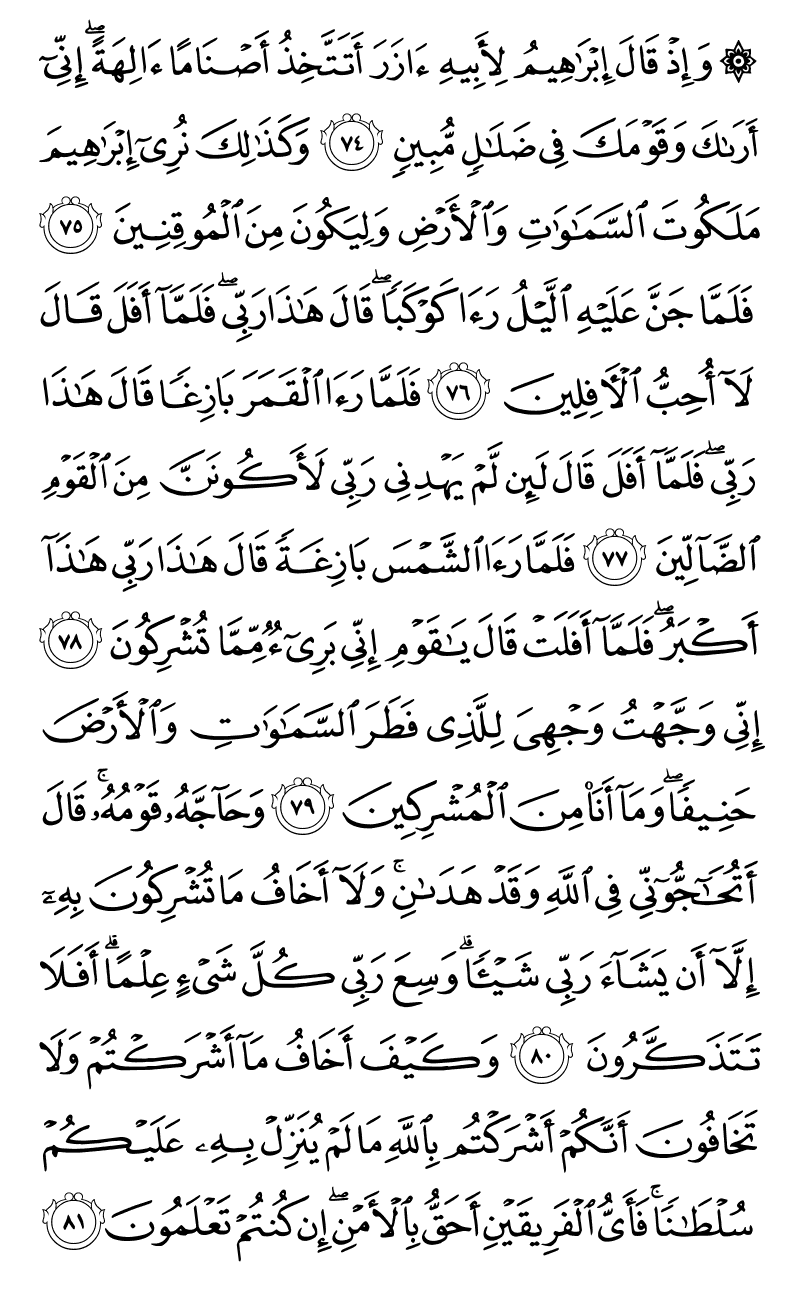 ۞ وَإِذْ قَالَ إِبْرَٰهِيمُ لِأَبِيهِ ءَازَرَ أَتَتَّخِذُ أَصْنَامًا ءَالِهَةً ۖ إِنِّىٓ
أَرَىٰكَ وَقَوْمَكَ فِى ضَلَـٰلٍ مُّبِينٍ ٧٤ وَكَذَٰلِكَ نُرِىٓ إِبْرَٰهِيمَ
مَلَكُوتَ ٱلسَّمَـٰوَٰتِ وَٱلْأَرْضِ وَلِيَكُونَ مِنَ ٱلْمُوقِنِينَ ٧٥
فَلَمَّا جَنَّ عَلَيْهِ ٱلَّيْلُ رَءَا كَوْكَبًا ۖ قَالَ هَـٰذَا رَبِّى ۖ فَلَمَّآ أَفَلَ قَالَ
لَآ أُحِبُّ ٱلْـَٔافِلِينَ ٧٦ فَلَمَّا رَءَا ٱلْقَمَرَ بَازِغًا قَالَ هَـٰذَا
رَبِّى ۖ فَلَمَّآ أَفَلَ قَالَ لَئِن لَّمْ يَهْدِنِى رَبِّى لَأَكُونَنَّ مِنَ ٱلْقَوْمِ
ٱلضَّآلِّينَ ٧٧ فَلَمَّا رَءَا ٱلشَّمْسَ بَازِغَةً قَالَ هَـٰذَا رَبِّى هَـٰذَآ
أَكْبَرُ ۖ فَلَمَّآ أَفَلَتْ قَالَ يَـٰقَوْمِ إِنِّى بَرِىٓءٌ مِّمَّا تُشْرِكُونَ ٧٨
إِنِّى وَجَّهْتُ وَجْهِىَ لِلَّذِى فَطَرَ ٱلسَّمَـٰوَٰتِ وَٱلْأَرْضَ
حَنِيفًا ۖ وَمَآ أَنَا۠ مِنَ ٱلْمُشْرِكِينَ ٧٩ وَحَآجَّهُۥ قَوْمُهُۥ ۚ قَالَ
أَتُحَـٰٓجُّوٓنِّى فِى ٱللَّهِ وَقَدْ هَدَىٰنِ ۚ وَلَآ أَخَافُ مَا تُشْرِكُونَ بِهِۦٓ
إِلَّآ أَن يَشَآءَ رَبِّى شَيْـًٔا ۗ وَسِعَ رَبِّى كُلَّ شَىْءٍ عِلْمًا ۗ أَفَلَا
تَتَذَكَّرُونَ ٨٠ وَكَيْفَ أَخَافُ مَآ أَشْرَكْتُمْ وَلَا
تَخَافُونَ أَنَّكُمْ أَشْرَكْتُم بِٱللَّهِ مَا لَمْ يُنَزِّلْ بِهِۦ عَلَيْكُمْ
سُلْطَـٰنًا ۚ فَأَىُّ ٱلْفَرِيقَيْنِ أَحَقُّ بِٱلْأَمْنِ ۖ إِن كُنتُمْ تَعْلَمُونَ ٨١